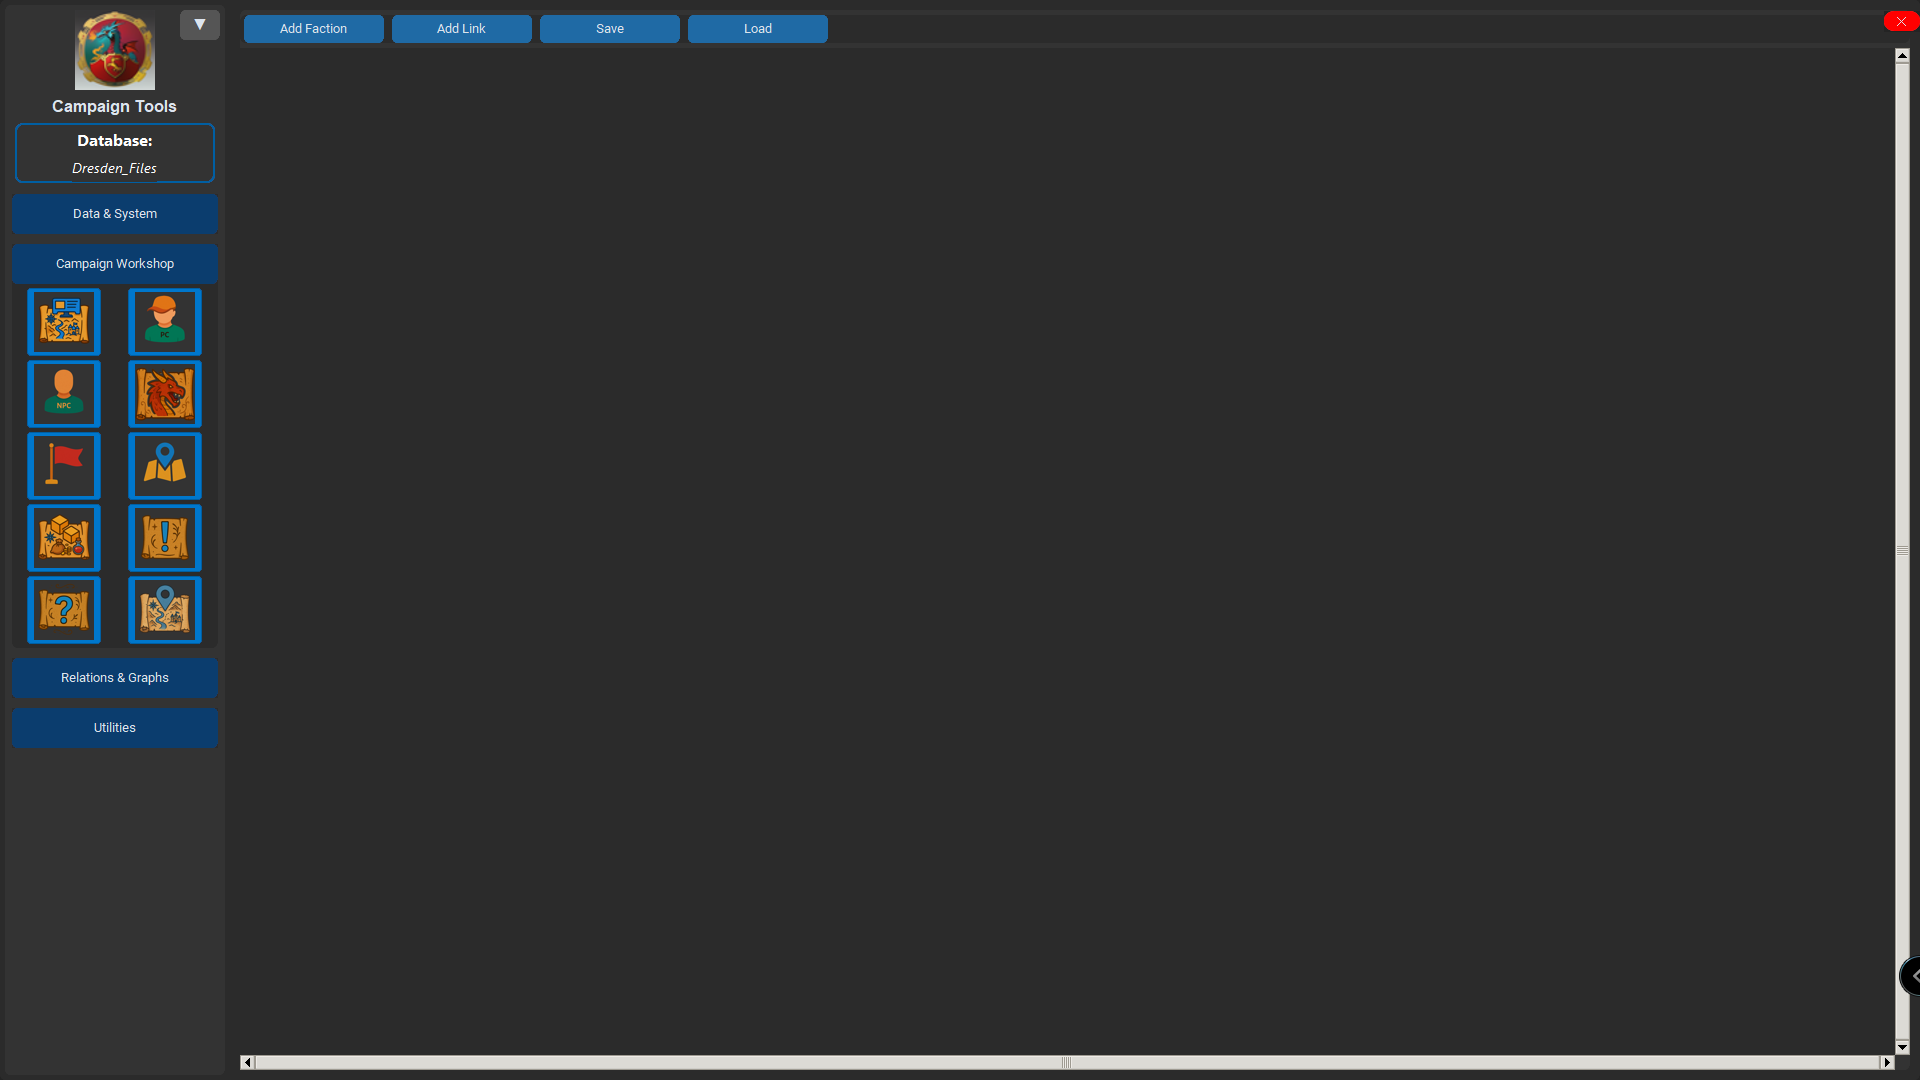 Campaign Tools
Database:
Dresden_Files
Data & System
Campaign Workshop
PC
NPC
!
?
Relations & Graphs
Utilities
Add Faction
Add Link
Save
Load